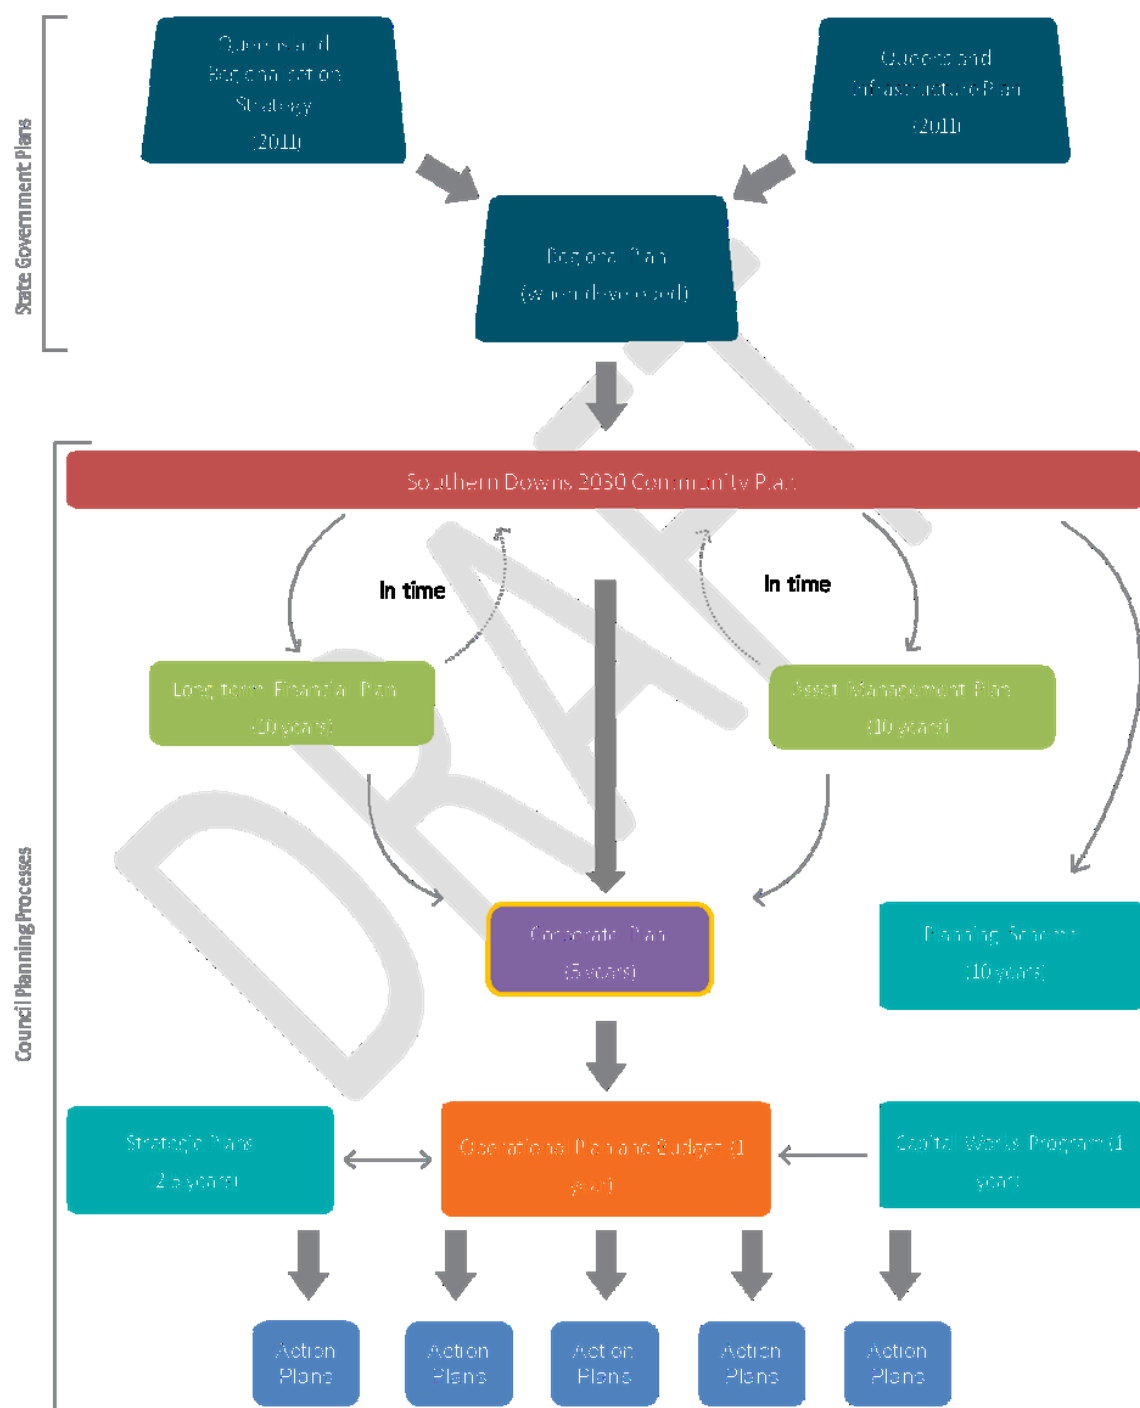 State Government Plans
Queensland
Regionalisation
Strategy
(2011)
Queensland
Infrastructure Plan
(2011)
Regional Plan
(when developed)
Council Planning Processes
Southern Downs 2030 Community Plan
In time
In time
Long term Financial Plan
(10 years)
Asset Management Plan
(10 years)
Corporate Plan
(5 years)
Planning Scheme
(10 years)
Strategic Plans
2.5 years)
Operational Plan and Budget (1
year)
Capital Works Program (1
year)
Action
Plans
Action
Plans
Action
Plans
Action
Plans
Action
Plans
DRAFT